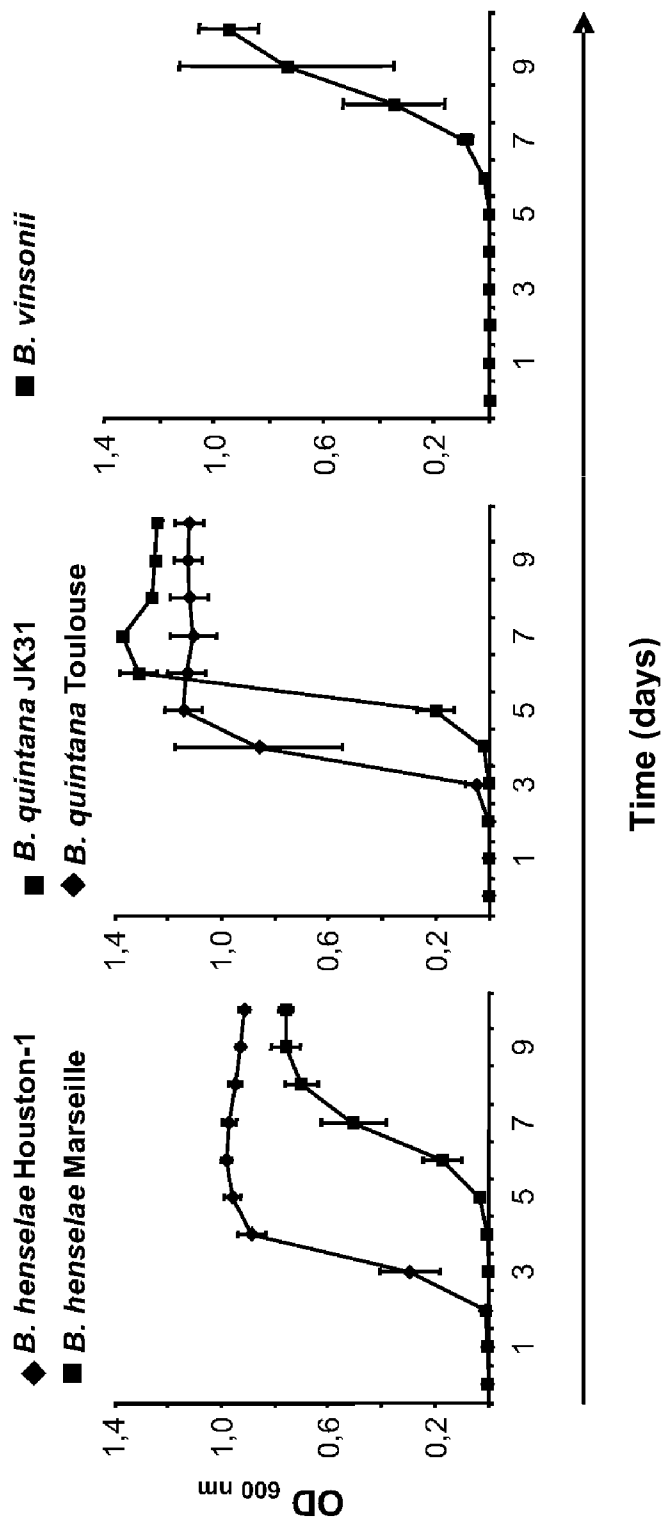 ◆ B. henselae Houston-1
■ B. henselae Marseille
■ B. quintana JK31
◆ B. quintana Toulouse
■ B. vinsonii
OD 600 nm
1,4
1,0
0,6
0,2
1 3 5 7 9
1,4
1,0
0,6
0,2
1 3 5 7 9
1,4
1,0
0,6
0,2
1 3 5 7 9
Time (days)